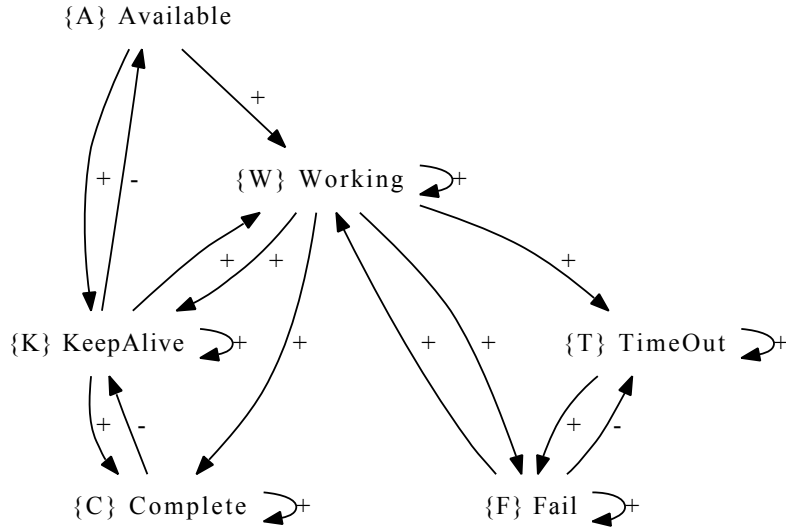 {A} Available
+
+ -
{W} Working +
+ + +
{K} KeepAlive +
+ + +
{T} TimeOut +
+ - + -
{C} Complete +
{F} Fail +